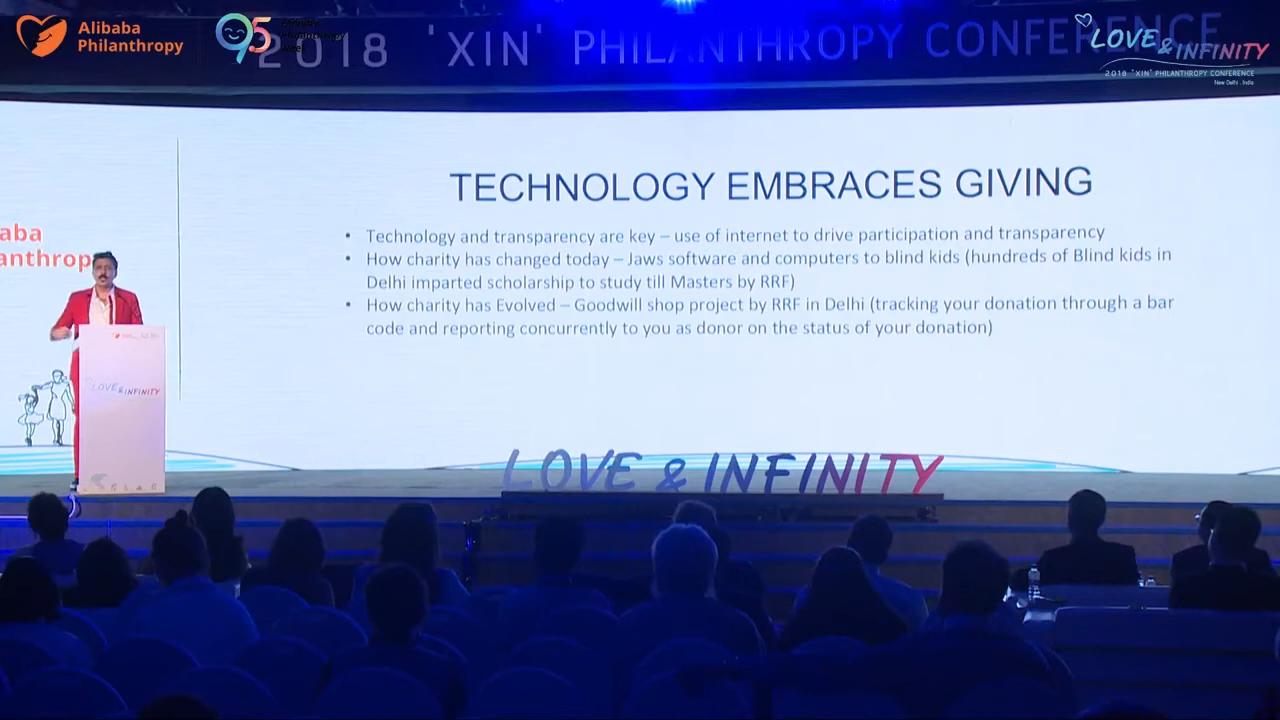 Alibaba
Philanthropy
95
2018 'XIN' PHILANTHROPY CONFERENCE
LOVE & INFINITY
2018 'XIN' PHILANTHROPY CONFERENCE
New Delhi . India
TECHNOLOGY EMBRACES GIVING
• Technology and transparency are key – use of internet to drive participation and transparency
• How charity has changed today – Jaws software and computers to blind kids (hundreds of Blind kids in
Delhi imparted scholarship to study till Masters by RRF)
• How charity has Evolved – Goodwill shop project by RRF in Delhi (tracking your donation through a bar
code and reporting concurrently to you as donor on the status of your donation)
aba
anthrop
LOVE & INFINITY
LOVE & INFINITY